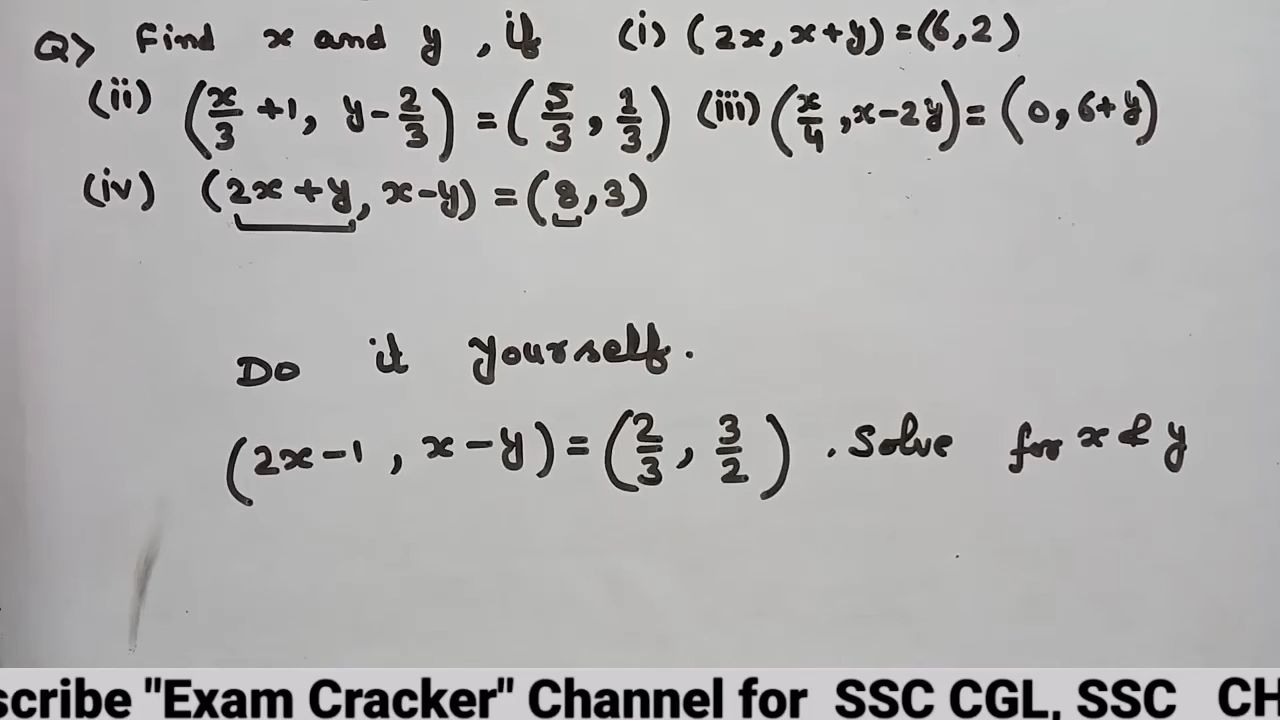 Q> Find x and y, if (i) (2x, x+y) = (6, 2)
(ii) (x/3 + 1, y - 2/3) = (5/3, 1/3) (iii) (x/4, x-2y) = (0, 6+y)
(iv) (2x + y, x-y) = (8, 3)
Do it yourself.
(2x-1, x-y) = (2/3, 3/2). Solve for x & y
scribe "Exam Cracker" Channel for SSC CGL, SSC CH